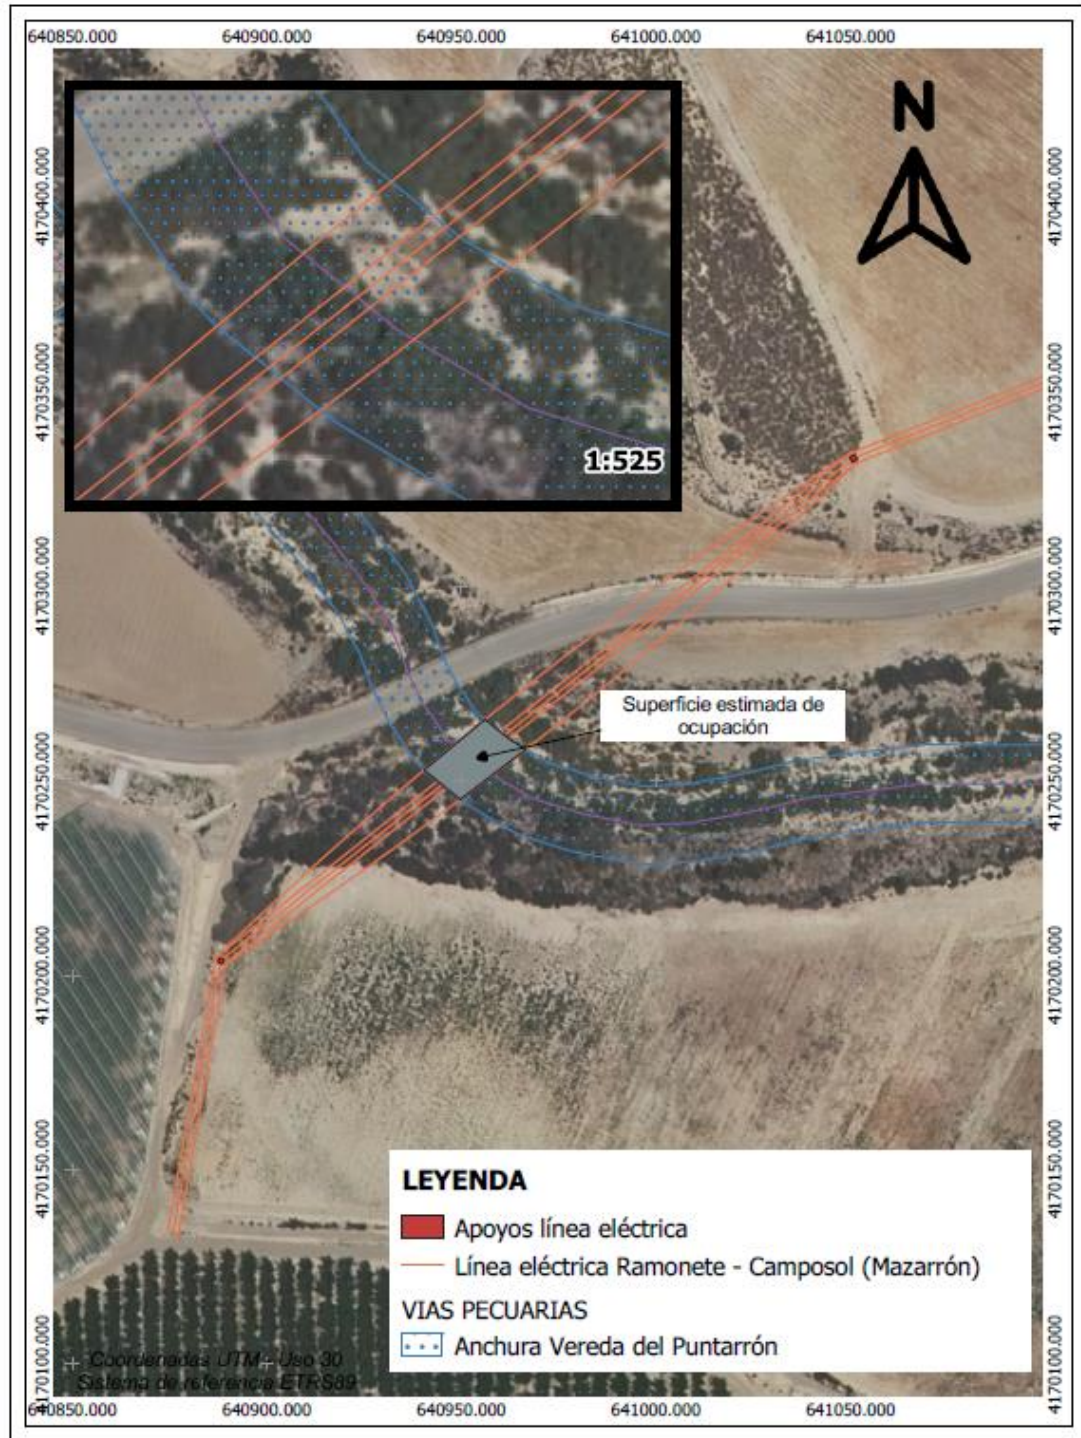 640850.000 640900.000 640950.000 641000.000 641050.000
N
4170400.000
4170400.000
4170350.000
4170350.000
1:525
4170300.000
4170300.000
Superficie estimada de
ocupación
4170250.000
4170250.000
4170200.000
4170200.000
4170150.000
4170150.000
LEYENDA
Apoyos línea eléctrica
Línea eléctrica Ramonete - Camposol (Mazarrón)
VIAS PECUARIAS
Anchura Vereda del Puntarrón
4170100.000
4170100.000
Coordenadas UTM - Uso 30
Sistema de referencia ETRS89
640850.000 640900.000 640950.000 641000.000 641050.000